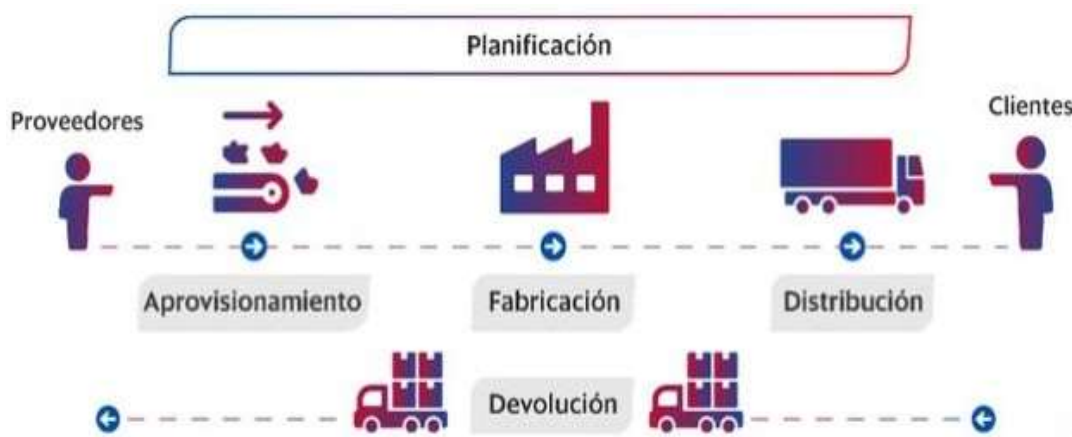 Planificación
Proveedores
Clientes
Aprovisionamiento
Fabricación
Distribución
Devolución